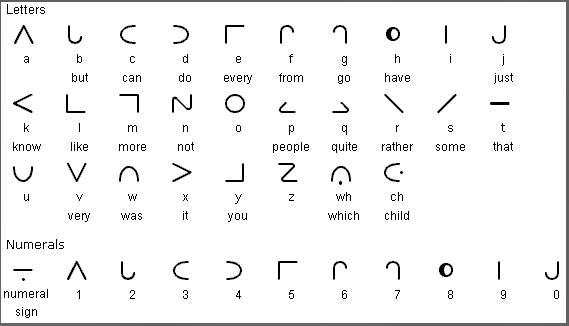 Letters
a b c d e f g h i j
but can do every from go have just
k l m n o p q r s t
know like more not people quite rather some that
u v w x y z wh ch
very was it you which child
Numerals
numeral 1 2 3 4 5 6 7 8 9 0
sign